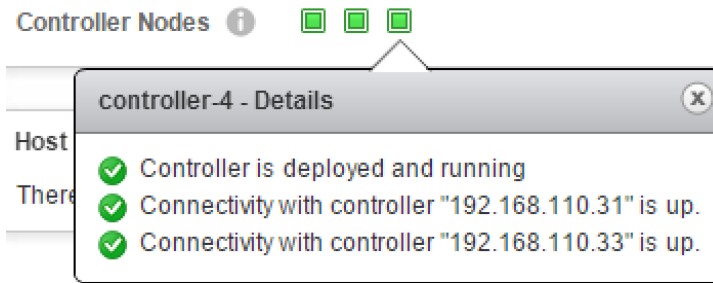 Controller Nodes
controller-4 - Details
Host
Controller is deployed and running
There
Connectivity with controller "192.168.110.31" is up.
Connectivity with controller "192.168.110.33" is up.